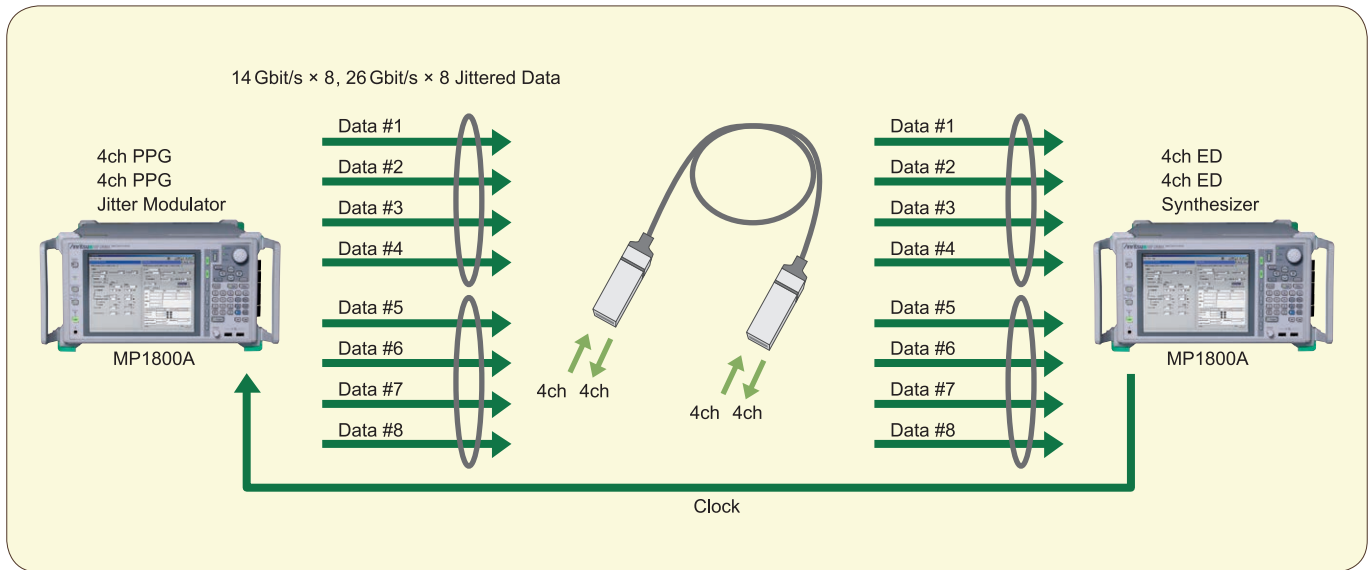 14 Gbit/s × 8, 26 Gbit/s × 8 Jittered Data
4ch PPG
4ch PPG
Jitter Modulator
MP1800A
Data #1
Data #2
Data #3
Data #4
Data #5
Data #6
Data #7
Data #8
4ch 4ch
4ch 4ch
Data #1
Data #2
Data #3
Data #4
Data #5
Data #6
Data #7
Data #8
4ch ED
4ch ED
Synthesizer
MP1800A
Clock